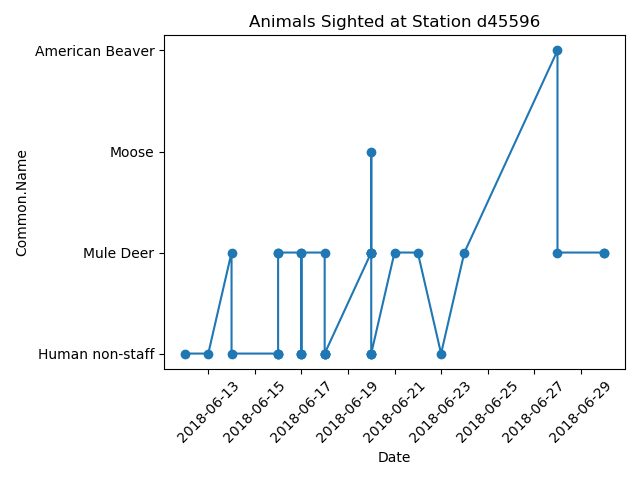 Animals Sighted at Station d45596
Common.Name
American Beaver
Moose
Mule Deer
Human non-staff
2018-06-13
2018-06-15
2018-06-17
2018-06-19
2018-06-21
2018-06-23
2018-06-25
2018-06-27
2018-06-29
Date